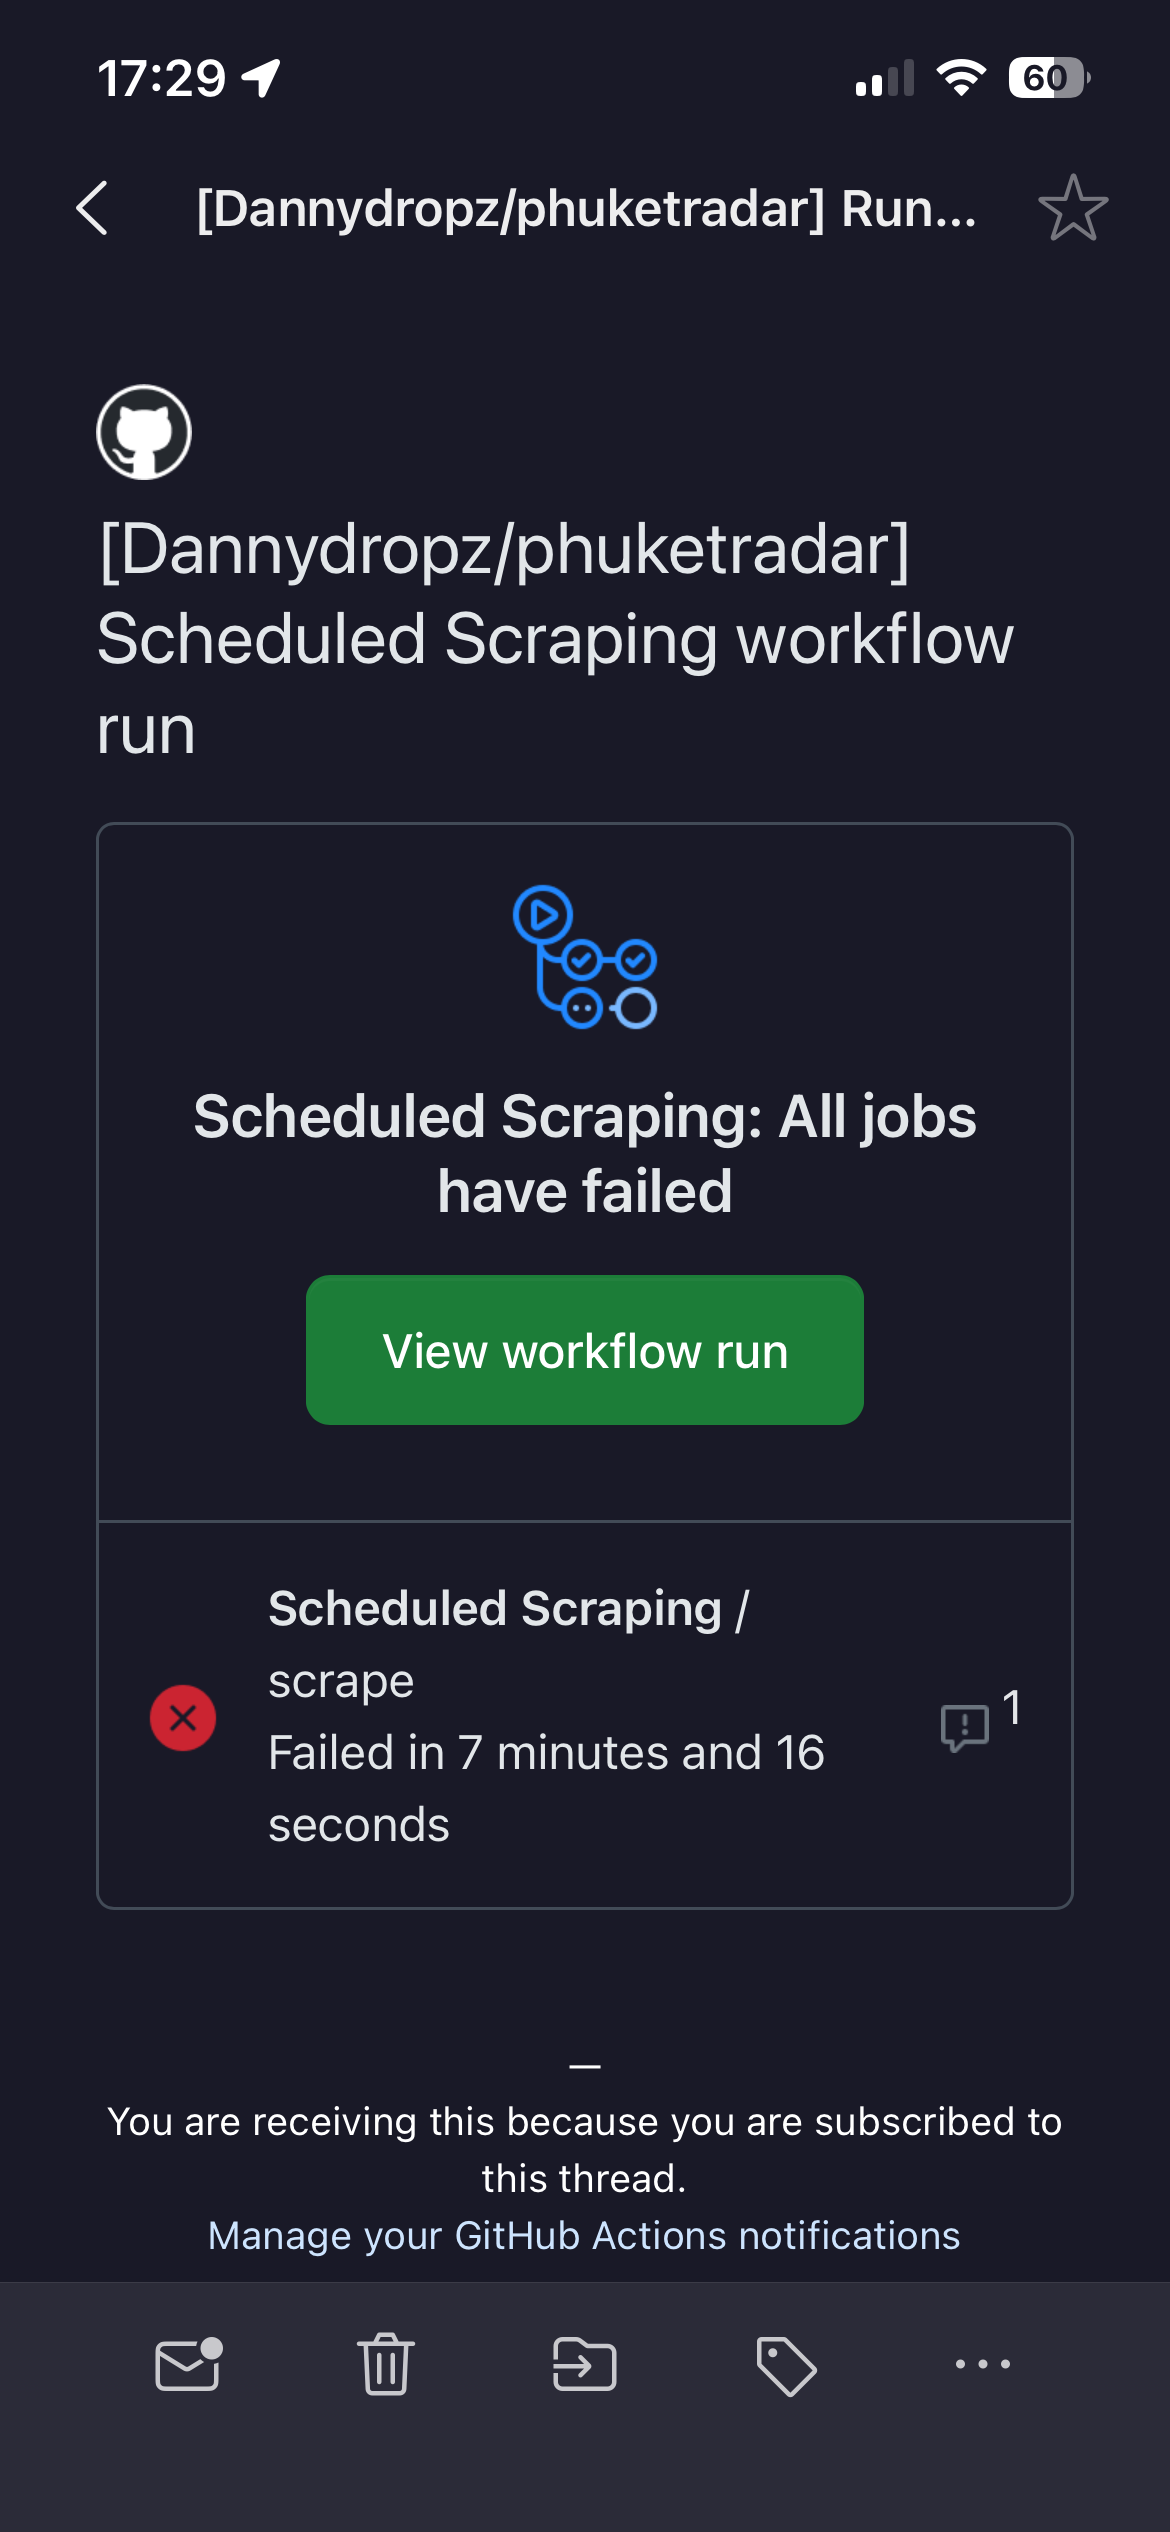 17:29
60
[Dannydropz/phuketradar] Run...
[Dannydropz/phuketradar]
Scheduled Scraping workflow
run
Scheduled Scraping: All jobs
have failed
View workflow run
Scheduled Scraping /
scrape
Failed in 7 minutes and 16
seconds
1
—
You are receiving this because you are subscribed to
this thread.
Manage your GitHub Actions notifications